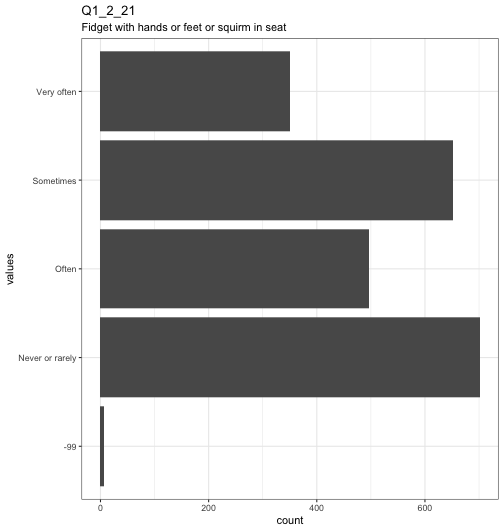 Q1_2_21
Fidget with hands or feet or squirm in seat
Very often
Sometimes
Often
Never or rarely
-99
values
0 200 400 600
count